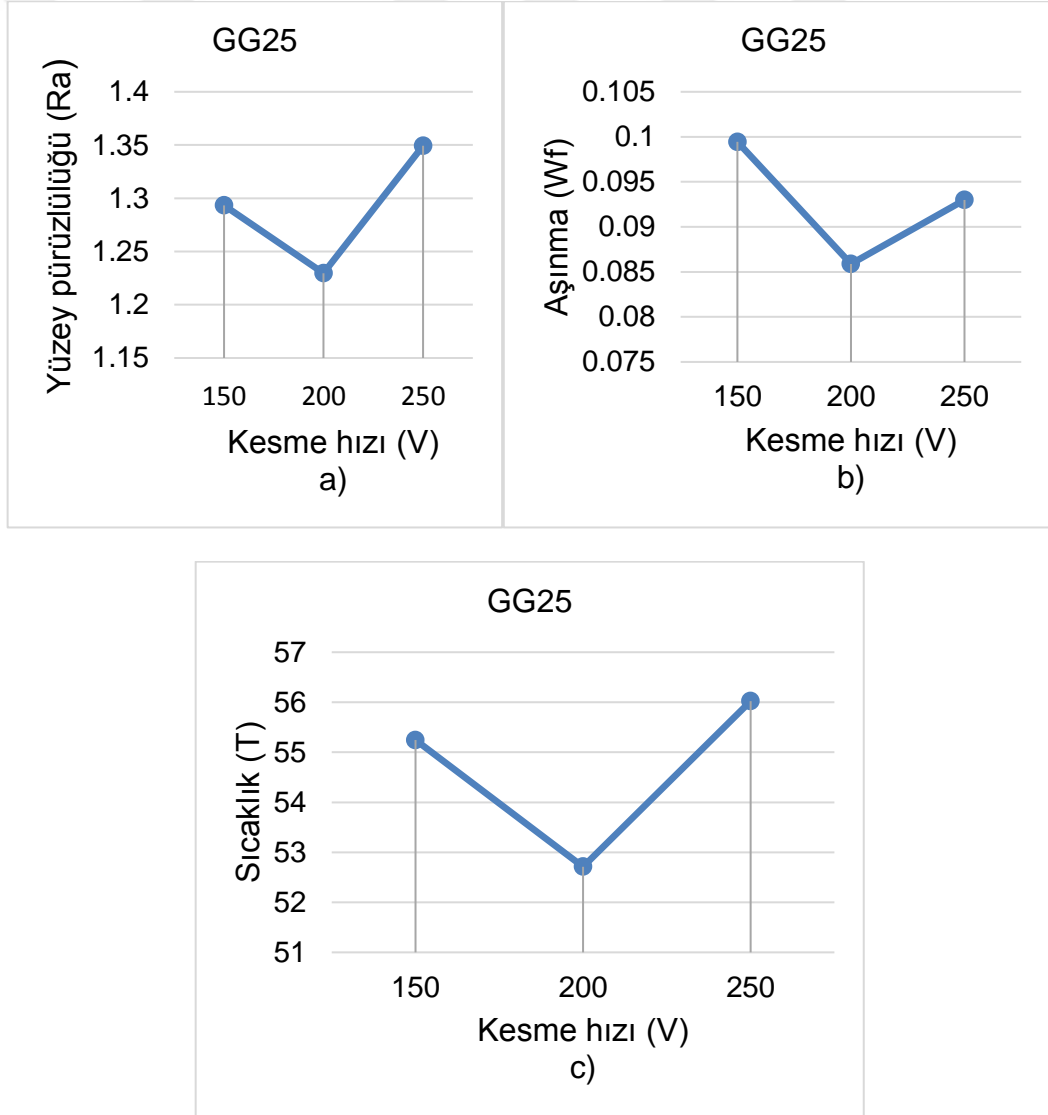 GG25
Yüzey pürüzlülüğü (Ra)
1.4
1.35
1.3
1.25
1.2
1.15
150 200 250
Kesme hızı (V)
a)
GG25
Aşınma (Wf)
0.105
0.1
0.095
0.09
0.085
0.08
0.075
150 200 250
Kesme hızı (V)
b)
GG25
Sıcaklık (T)
57
56
55
54
53
52
51
150 200 250
Kesme hızı (V)
c)